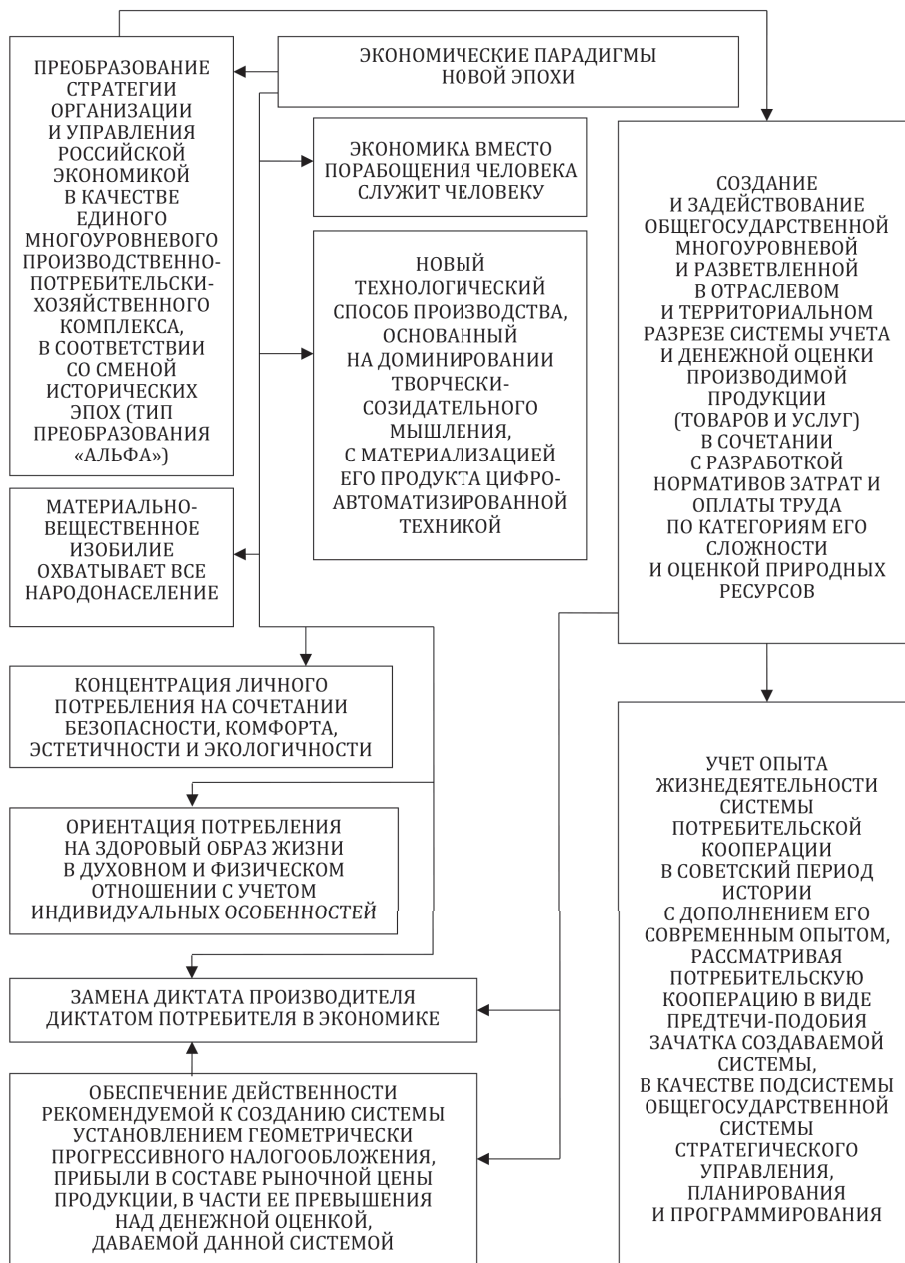 ЭКОНОМИЧЕСКИЕ ПАРАДИГМЫ
НОВОЙ ЭПОХИ
ПРЕОБРАЗОВАНИЕ
СТРАТЕГИИ
ОРГАНИЗАЦИИ
И УПРАВЛЕНИЯ
РОССИЙСКОЙ
ЭКОНОМИКОЙ
В КАЧЕСТВЕ
ЕДИНОГО
МНОГОУРОВНЕВОГО
ПРОИЗВОДСТВЕННО-
ПОТРЕБИТЕЛЬСКИ-
ХОЗЯЙСТВЕННОГО
КОМПЛЕКСА,
В СООТВЕТСТВИИ
СО СМЕНОЙ
ИСТОРИЧЕСКИХ
ЭПОХ (ТИП
ПРЕОБРАЗОВАНИЯ
«АЛЬФА»)
ЭКОНОМИКА ВМЕСТО
ПОРАБОЩЕНИЯ ЧЕЛОВЕКА
СЛУЖИТ ЧЕЛОВЕКУ
НОВЫЙ
ТЕХНОЛОГИЧЕСКИЙ
СПОСОБ ПРОИЗВОДСТВА,
ОСНОВАННЫЙ
НА ДОМИНИРОВАНИИ
ТВОРЧЕСКИ-
СОЗИДАТЕЛЬНОГО
МЫШЛЕНИЯ,
С МАТЕРИАЛИЗАЦИЕЙ
ЕГО ПРОДУКТА ЦИФРО-
АВТОМАТИЗИРОВАННОЙ
ТЕХНИКОЙ
МАТЕРИАЛЬНО-
ВЕЩЕСТВЕННОЕ
ИЗОБИЛИЕ
ОХВАТЫВАЕТ ВСЕ
НАРОДОНАСЕЛЕНИЕ
КОНЦЕНТРАЦИЯ ЛИЧНОГО
ПОТРЕБЛЕНИЯ НА СОЧЕТАНИИ
БЕЗОПАСНОСТИ, КОМФОРТА,
ЭСТЕТИЧНОСТИ И ЭКОЛОГИЧНОСТИ
ОРИЕНТАЦИЯ ПОТРЕБЛЕНИЯ
НА ЗДОРОВЫЙ ОБРАЗ ЖИЗНИ
В ДУХОВНОМ И ФИЗИЧЕСКОМ
ОТНОШЕНИИ С УЧЕТОМ
ИНДИВИДУАЛЬНЫХ ОСОБЕННОСТЕЙ
ЗАМЕНА ДИКТАТА ПРОИЗВОДИТЕЛЯ
ДИКТАТОМ ПОТРЕБИТЕЛЯ В ЭКОНОМИКЕ
ОБЕСПЕЧЕНИЕ ДЕЙСТВЕННОСТИ
РЕКОМЕНДУЕМОЙ К СОЗДАНИЮ СИСТЕМЫ
УСТАНОВЛЕНИЕМ ГЕОМЕТРИЧЕСКИ
ПРОГРЕССИВНОГО НАЛОГООБЛОЖЕНИЯ,
ПРИБЫЛИ В СОСТАВЕ РЫНОЧНОЙ ЦЕНЫ
ПРОДУКЦИИ, В ЧАСТИ ЕЕ ПРЕВЫШЕНИЯ
НАД ДЕНЕЖНОЙ ОЦЕНКОЙ,
ДАВАЕМОЙ ДАННОЙ СИСТЕМОЙ
СОЗДАНИЕ
И ЗАДЕЙСТВОВАНИЕ
ОБЩЕГОСУДАРСТВЕННОЙ
МНОГОУРОВНЕВОЙ
И РАЗВЕТВЛЕННОЙ
В ОТРАСЛЕВОМ
И ТЕРРИТОРИАЛЬНОМ
РАЗРЕЗЕ СИСТЕМЫ УЧЕТА
И ДЕНЕЖНОЙ ОЦЕНКИ
ПРОИЗВОДИМОЙ
ПРОДУКЦИИ
(ТОВАРОВ И УСЛУГ)
В СОЧЕТАНИИ
С РАЗРАБОТКОЙ
НОРМАТИВОВ ЗАТРАТ И
ОПЛАТЫ ТРУДА
ПО КАТЕГОРИЯМ ЕГО
СЛОЖНОСТИ
И ОЦЕНКОЙ ПРИРОДНЫХ
РЕСУРСОВ
УЧЕТ ОПЫТА
ЖИЗНЕДЕЯТЕЛЬНОСТИ
СИСТЕМЫ
ПОТРЕБИТЕЛЬСКОЙ
КООПЕРАЦИИ
В СОВЕТСКИЙ ПЕРИОД
ИСТОРИИ
С ДОПОЛНЕНИЕМ ЕГО
СОВРЕМЕННЫМ ОПЫТОМ,
РАССМАТРИВАЯ
ПОТРЕБИТЕЛЬСКУЮ
КООПЕРАЦИЮ В ВИДЕ
ПРЕДТЕЧИ-ПОДОБИЯ
ЗАЧАТКА СОЗДАВАЕМОЙ
СИСТЕМЫ,
В КАЧЕСТВЕ ПОДСИСТЕМЫ
ОБЩЕГОСУДАРСТВЕННОЙ
СИСТЕМЫ
СТРАТЕГИЧЕСКОГО
УПРАВЛЕНИЯ,
ПЛАНИРОВАНИЯ
И ПРОГРАММИРОВАНИЯ